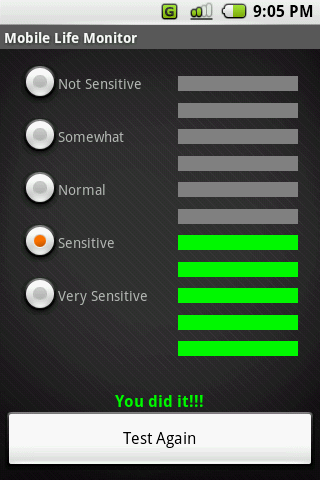 G
9:05 PM
Mobile Life Monitor
Not Sensitive
Somewhat
Normal
Sensitive
Very Sensitive
You did it!!!
Test Again